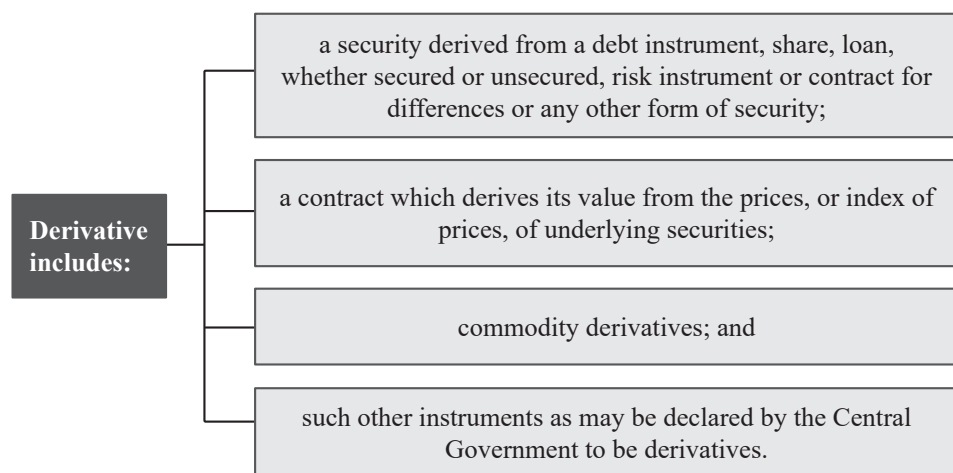 Derivative
includes:
a security derived from a debt instrument, share, loan,
whether secured or unsecured, risk instrument or contract for
differences or any other form of security;
a contract which derives its value from the prices, or index of
prices, of underlying securities;
commodity derivatives; and
such other instruments as may be declared by the Central
Government to be derivatives.